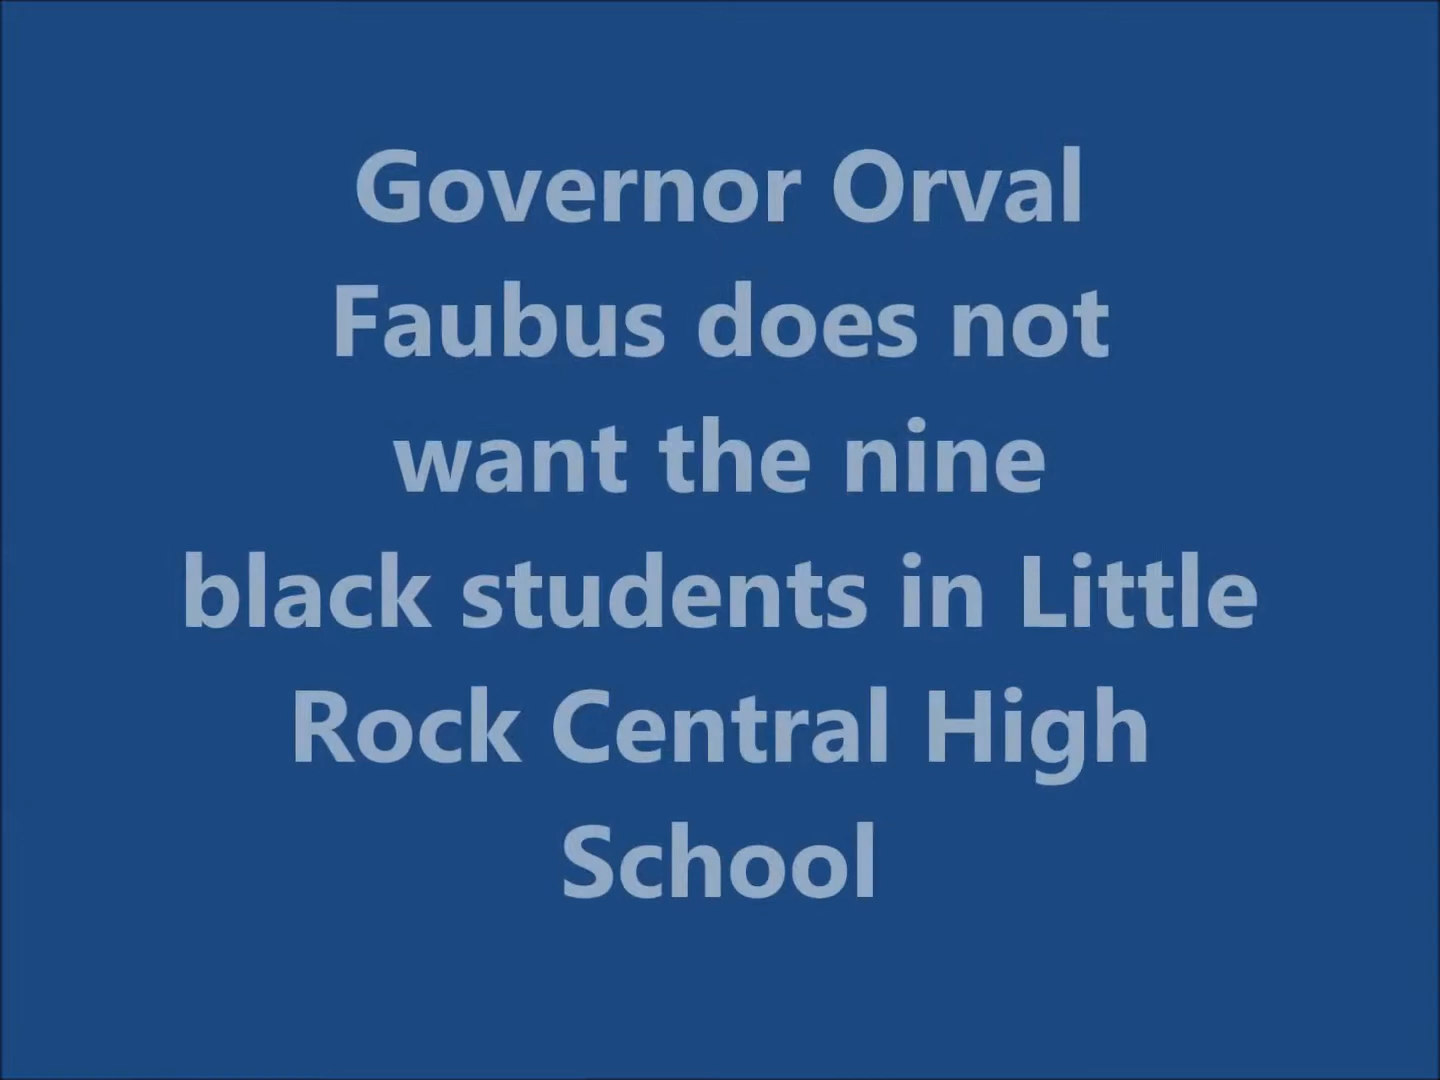 Governor Orval
Faubus does not
want the nine
black students in Little
Rock Central High
School